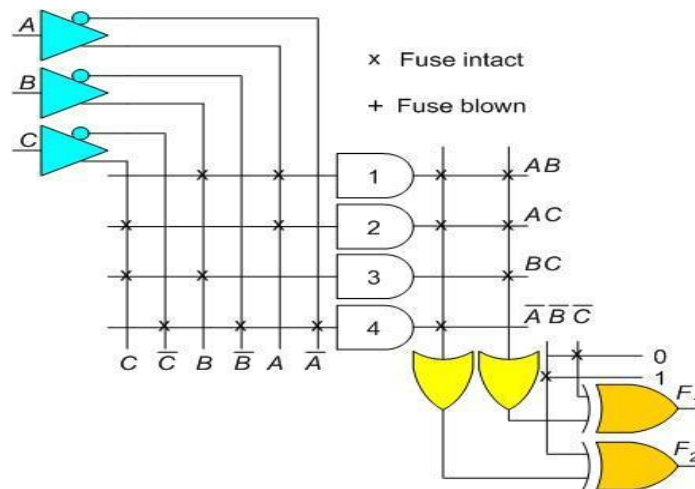 A
x Fuse intact
B
+ Fuse blown
C
1 AB
2 AC
3 BC
4 A̅ B̅ C̅
C C̅ B B̅ A A̅
0
1
F
F2